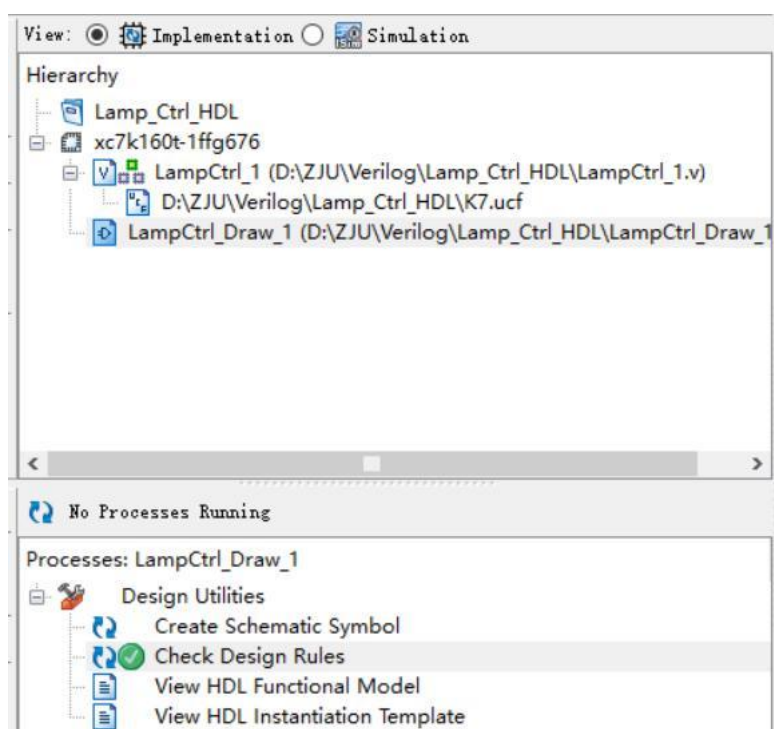 View: Implementation Simulation
Hierarchy
Lamp_Ctrl_HDL
xc7k160t-1ffg676
LampCtrl_1 (D:\ZJU\Verilog\Lamp_Ctrl_HDL\LampCtrl_1.v)
D:\ZJU\Verilog\Lamp_Ctrl_HDL\K7.ucf
LampCtrl_Draw_1 (D:\ZJU\Verilog\Lamp_Ctrl_HDL\LampCtrl_Draw_1
No Processes Running
Processes: LampCtrl_Draw_1
Design Utilities
Create Schematic Symbol
Check Design Rules
View HDL Functional Model
View HDL Instantiation Template